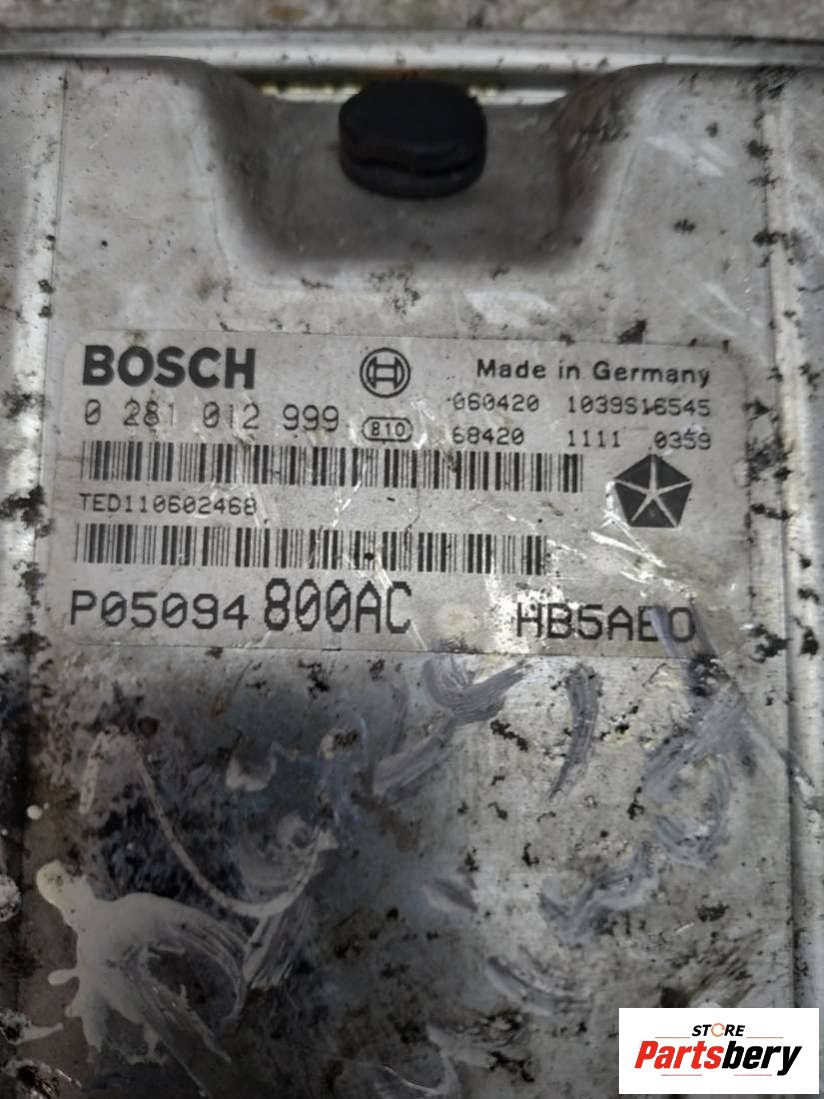 BOSCH
Made in Germany
0 281 012 999
060420 1039S16545
810
68420 1111 0359
TED110602468
P05094 800AC
HB5AEO
STORE
Partsbery